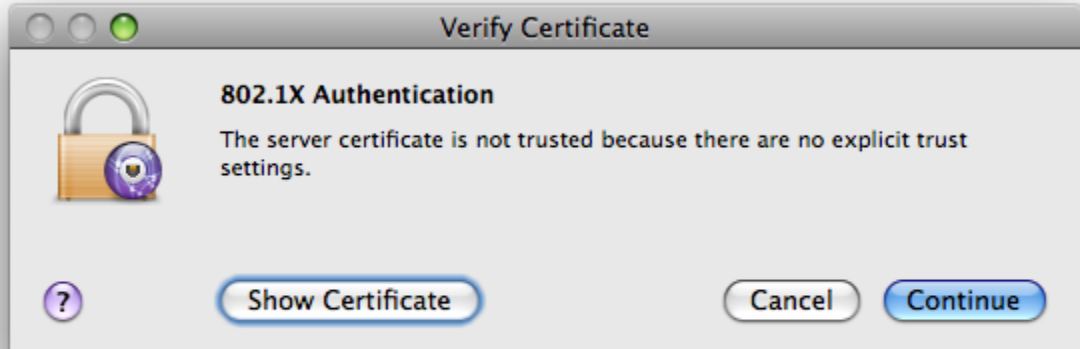 Verify Certificate
802.1X Authentication
The server certificate is not trusted because there are no explicit trust
settings.
?
Show Certificate
Cancel
Continue